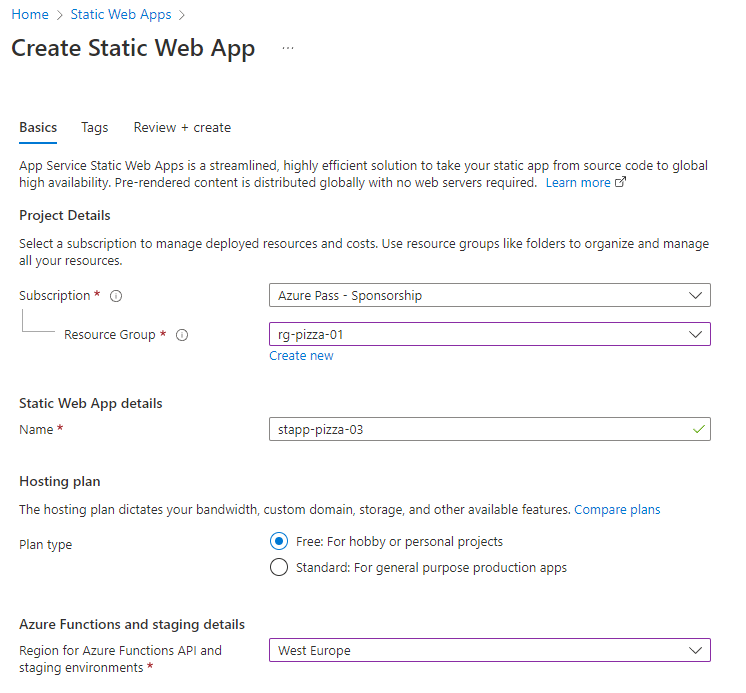 Home > Static Web Apps >
Create Static Web App ...
Basics Tags Review + create
App Service Static Web Apps is a streamlined, highly efficient solution to take your static app from source code to global
high availability. Pre-rendered content is distributed globally with no web servers required. Learn more
Project Details
Select a subscription to manage deployed resources and costs. Use resource groups like folders to organize and manage
all your resources.
Subscription * Azure Pass - Sponsorship
Resource Group * rg-pizza-01
Create new
Static Web App details
Name * stapp-pizza-03
Hosting plan
The hosting plan dictates your bandwidth, custom domain, storage, and other available features. Compare plans
Plan type Free: For hobby or personal projects
Standard: For general purpose production apps
Azure Functions and staging details
Region for Azure Functions API and West Europe
staging environments *